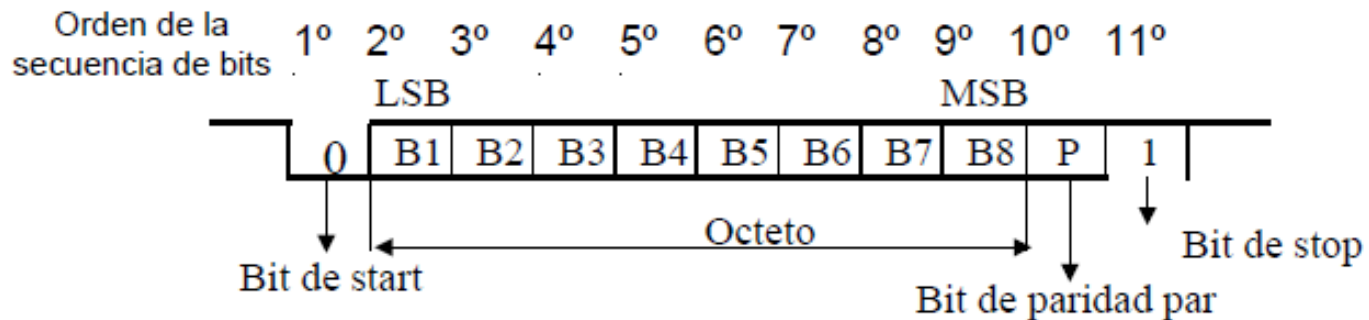 Orden de la
secuencia de bits
1º 2º 3º 4º 5º 6º 7º 8º 9º 10º 11º
LSB MSB
0 B1 B2 B3 B4 B5 B6 B7 B8 P 1
Octeto
Bit de stop
Bit de start
Bit de paridad par